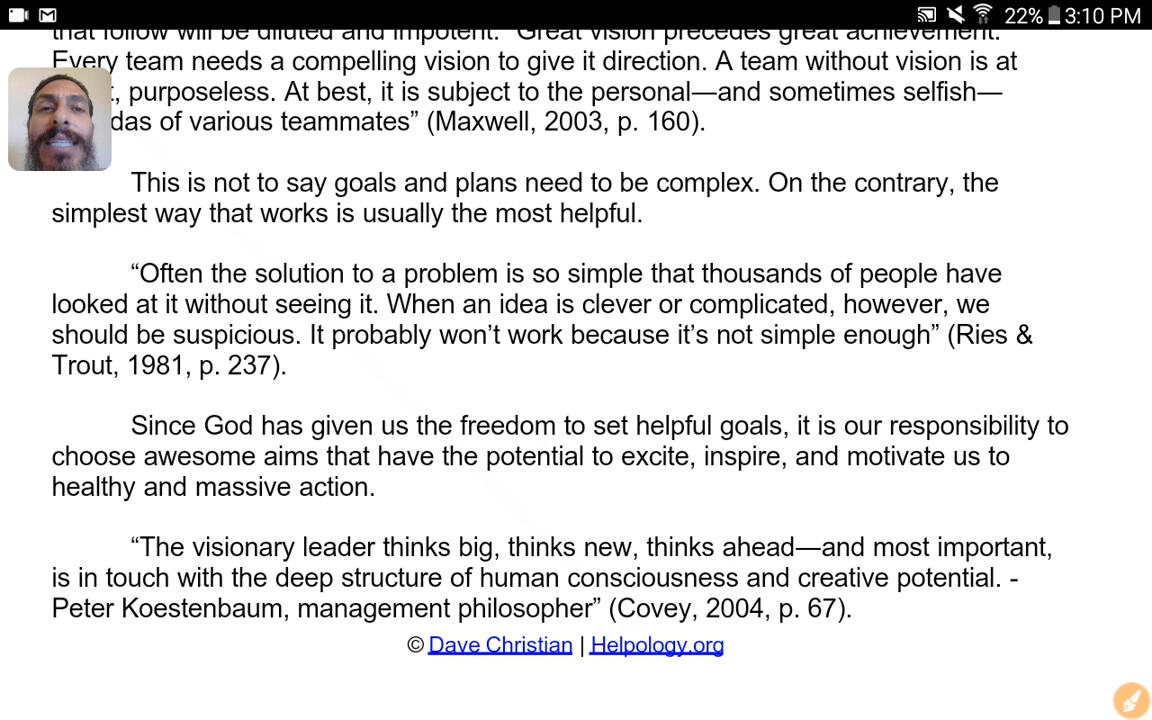 22% 3:10 PM
that follow will be diluted and impotent. “Great vision precedes great achievement.
Every team needs a compelling vision to give it direction. A team without vision is at
, purposeless. At best, it is subject to the personal—and sometimes selfish—
das of various teammates” (Maxwell, 2003, p. 160).
This is not to say goals and plans need to be complex. On the contrary, the
simplest way that works is usually the most helpful.
“Often the solution to a problem is so simple that thousands of people have
looked at it without seeing it. When an idea is clever or complicated, however, we
should be suspicious. It probably won’t work because it’s not simple enough” (Ries &
Trout, 1981, p. 237).
Since God has given us the freedom to set helpful goals, it is our responsibility to
choose awesome aims that have the potential to excite, inspire, and motivate us to
healthy and massive action.
“The visionary leader thinks big, thinks new, thinks ahead—and most important,
is in touch with the deep structure of human consciousness and creative potential. -
Peter Koestenbaum, management philosopher” (Covey, 2004, p. 67).
© Dave Christian | Helpology.org